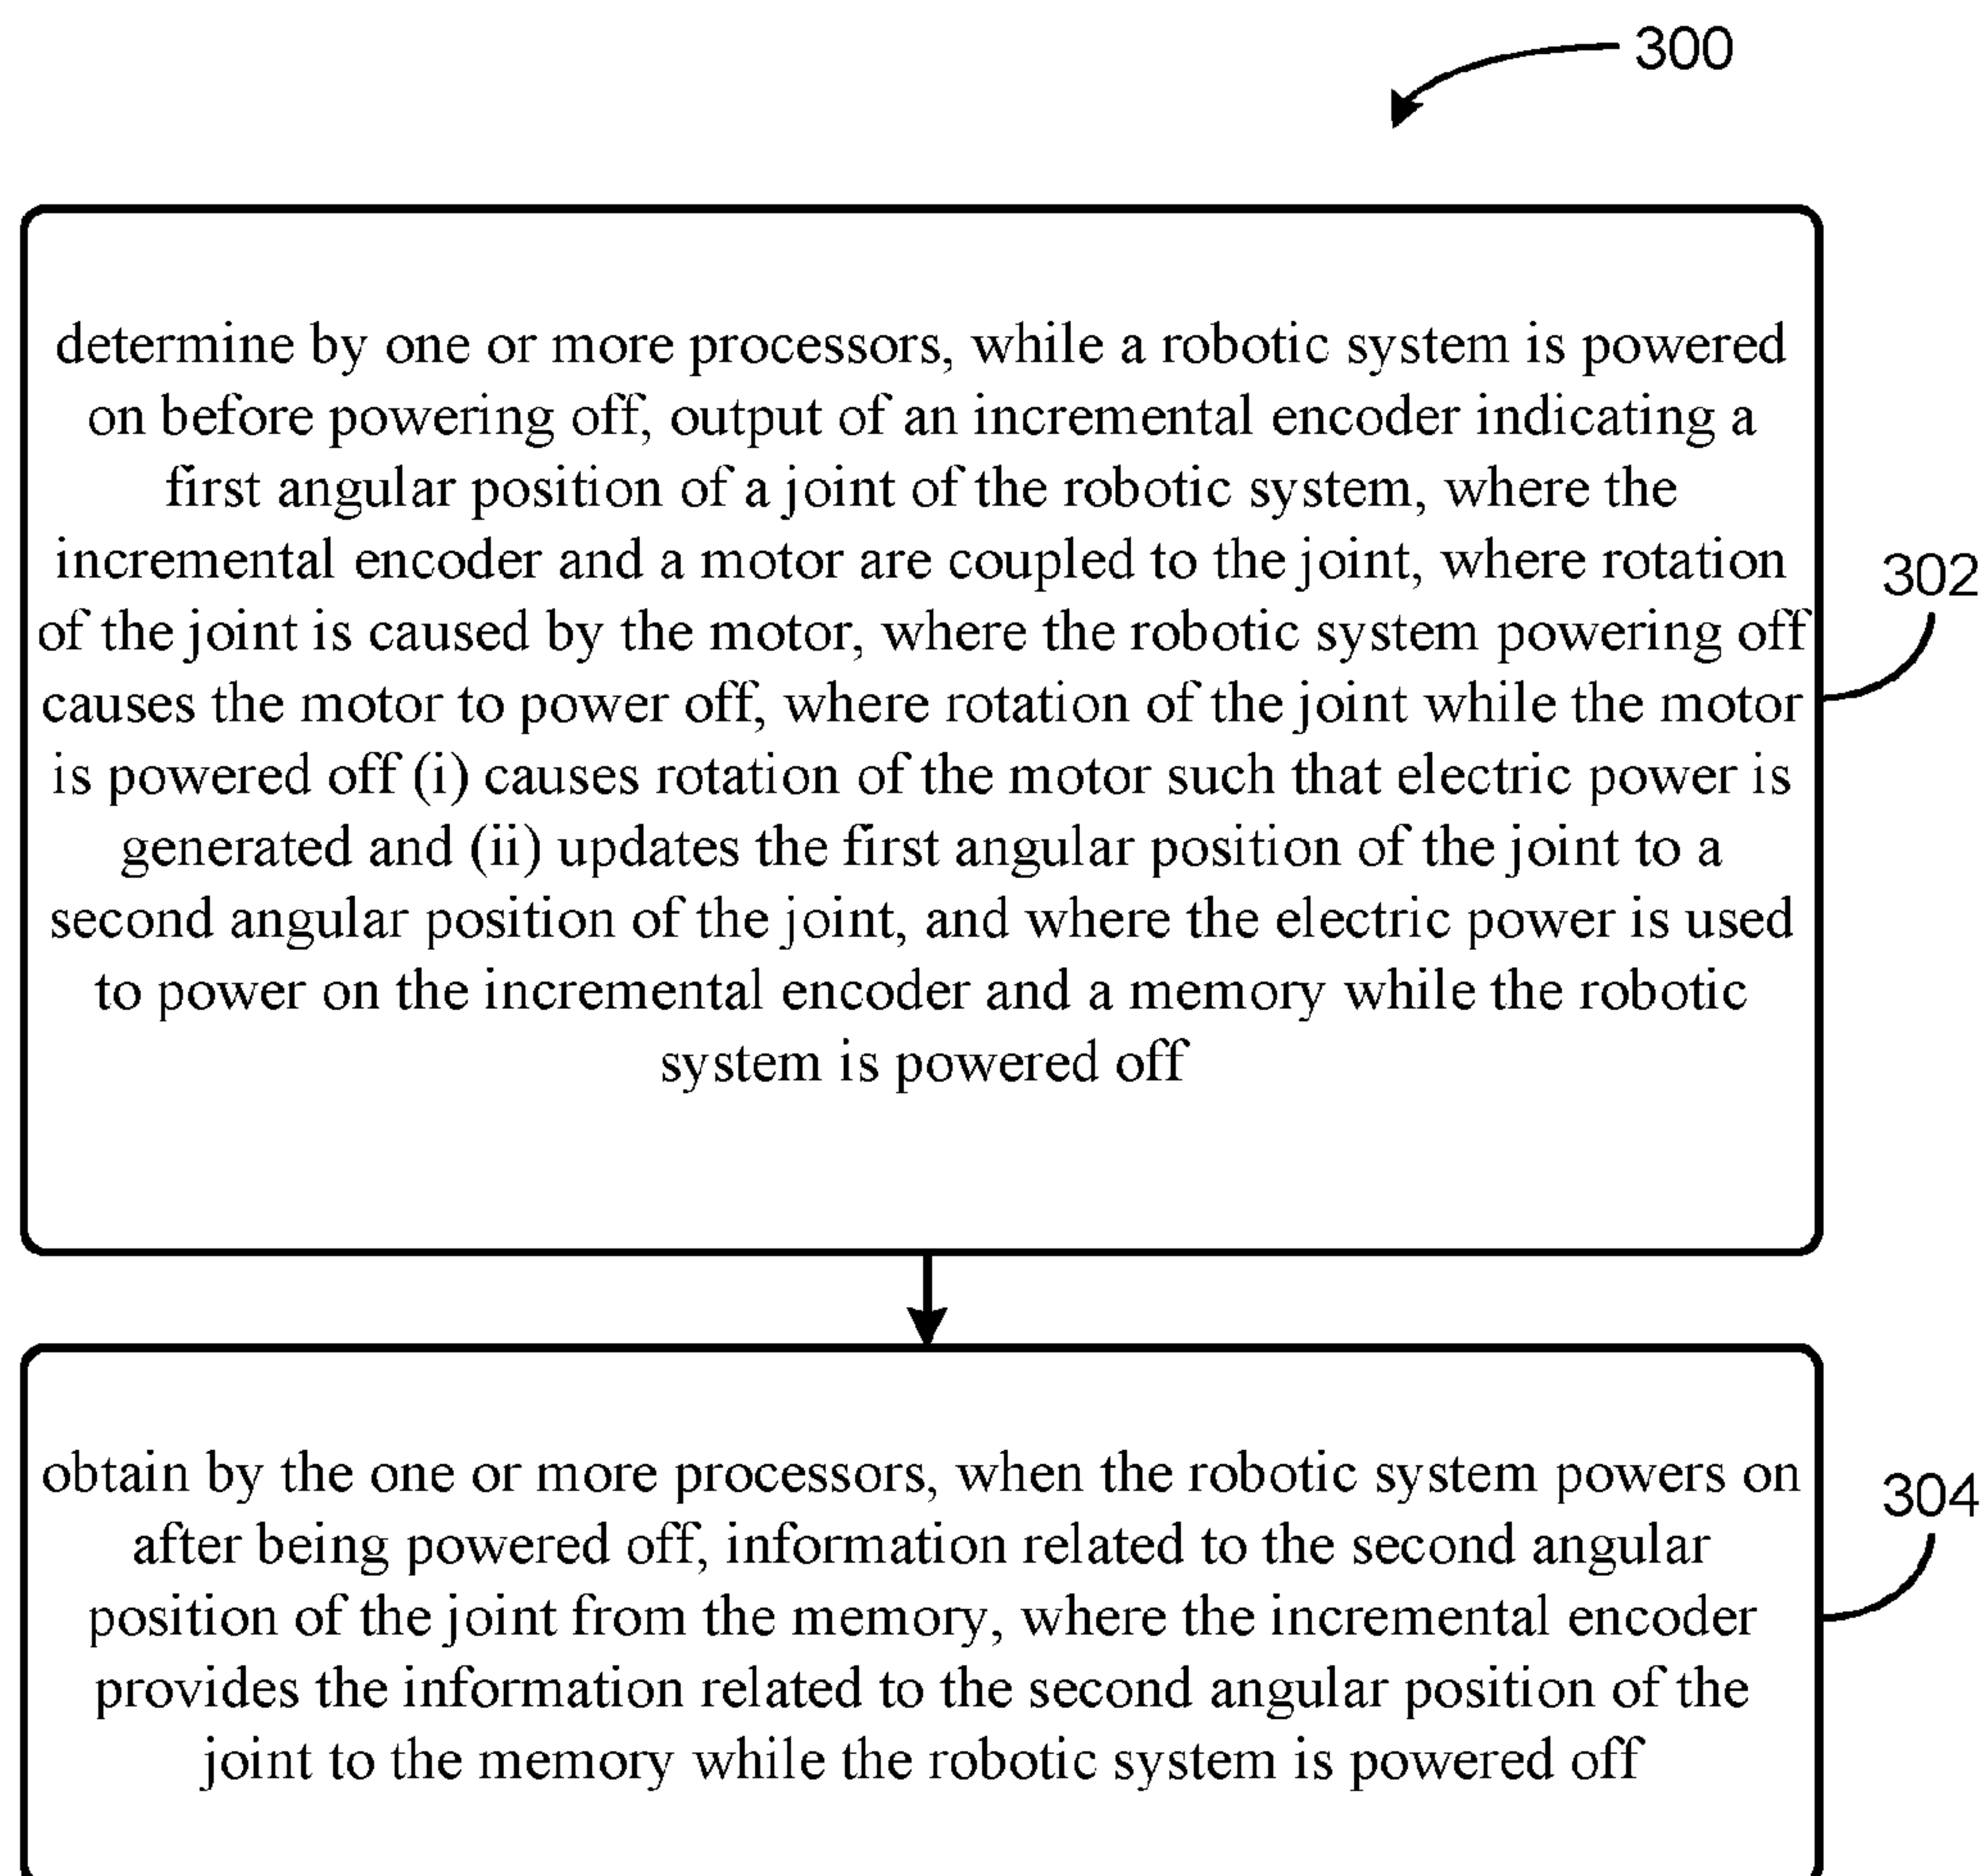 300
determine by one or more processors, while a robotic system is powered
on before powering off, output of an incremental encoder indicating a
first angular position of a joint of the robotic system, where the
incremental encoder and a motor are coupled to the joint, where rotation
of the joint is caused by the motor, where the robotic system powering off
causes the motor to power off, where rotation of the joint while the motor
is powered off (i) causes rotation of the motor such that electric power is
generated and (ii) updates the first angular position of the joint to a
second angular position of the joint, and where the electric power is used
to power on the incremental encoder and a memory while the robotic
system is powered off
302
obtain by the one or more processors, when the robotic system powers on
after being powered off, information related to the second angular
position of the joint from the memory, where the incremental encoder
provides the information related to the second angular position of the
joint to the memory while the robotic system is powered off
304